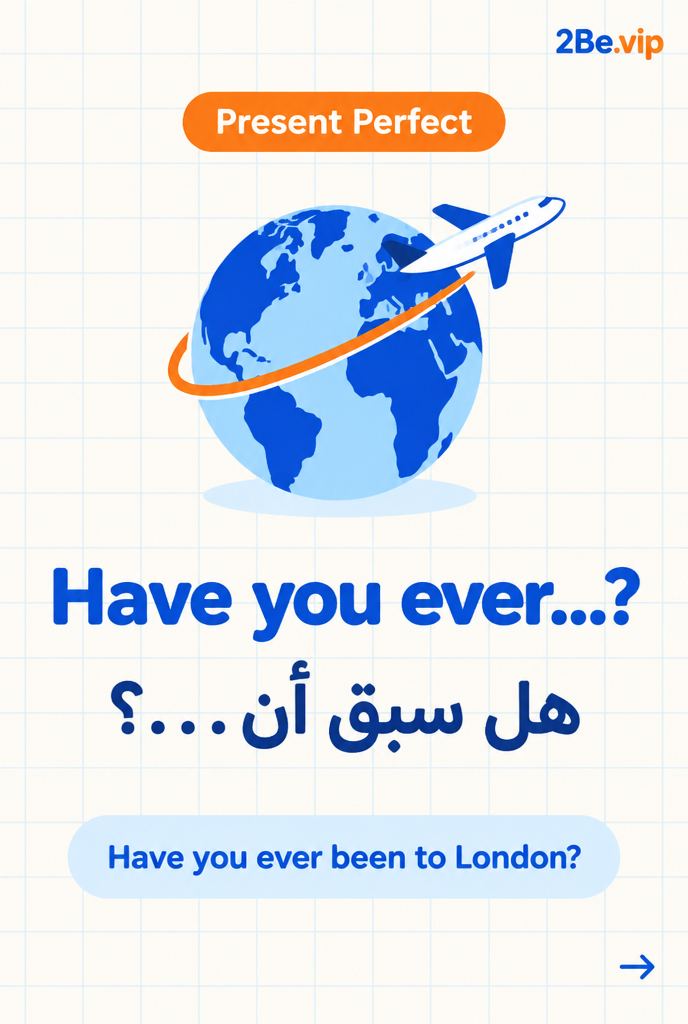 2Be.vip
Present Perfect
Have you ever...?
هل سبق أن...؟
Have you ever been to London?
→